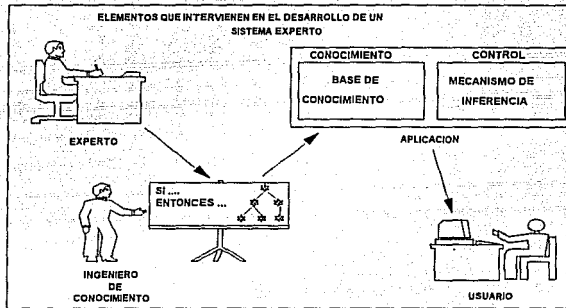 ELEMENTOS QUE INTERVIENEN EN EL DESARROLLO DE UN
SISTEMA EXPERTO
EXPERTO
CONOCIMIENTO
CONTROL
BASE DE
CONOCIMIENTO
MECANISMO DE
INFERENCIA
APLICACION
SI ....
ENTONCES ...
INGENIERO
DE
CONOCIMIENTO
USUARIO